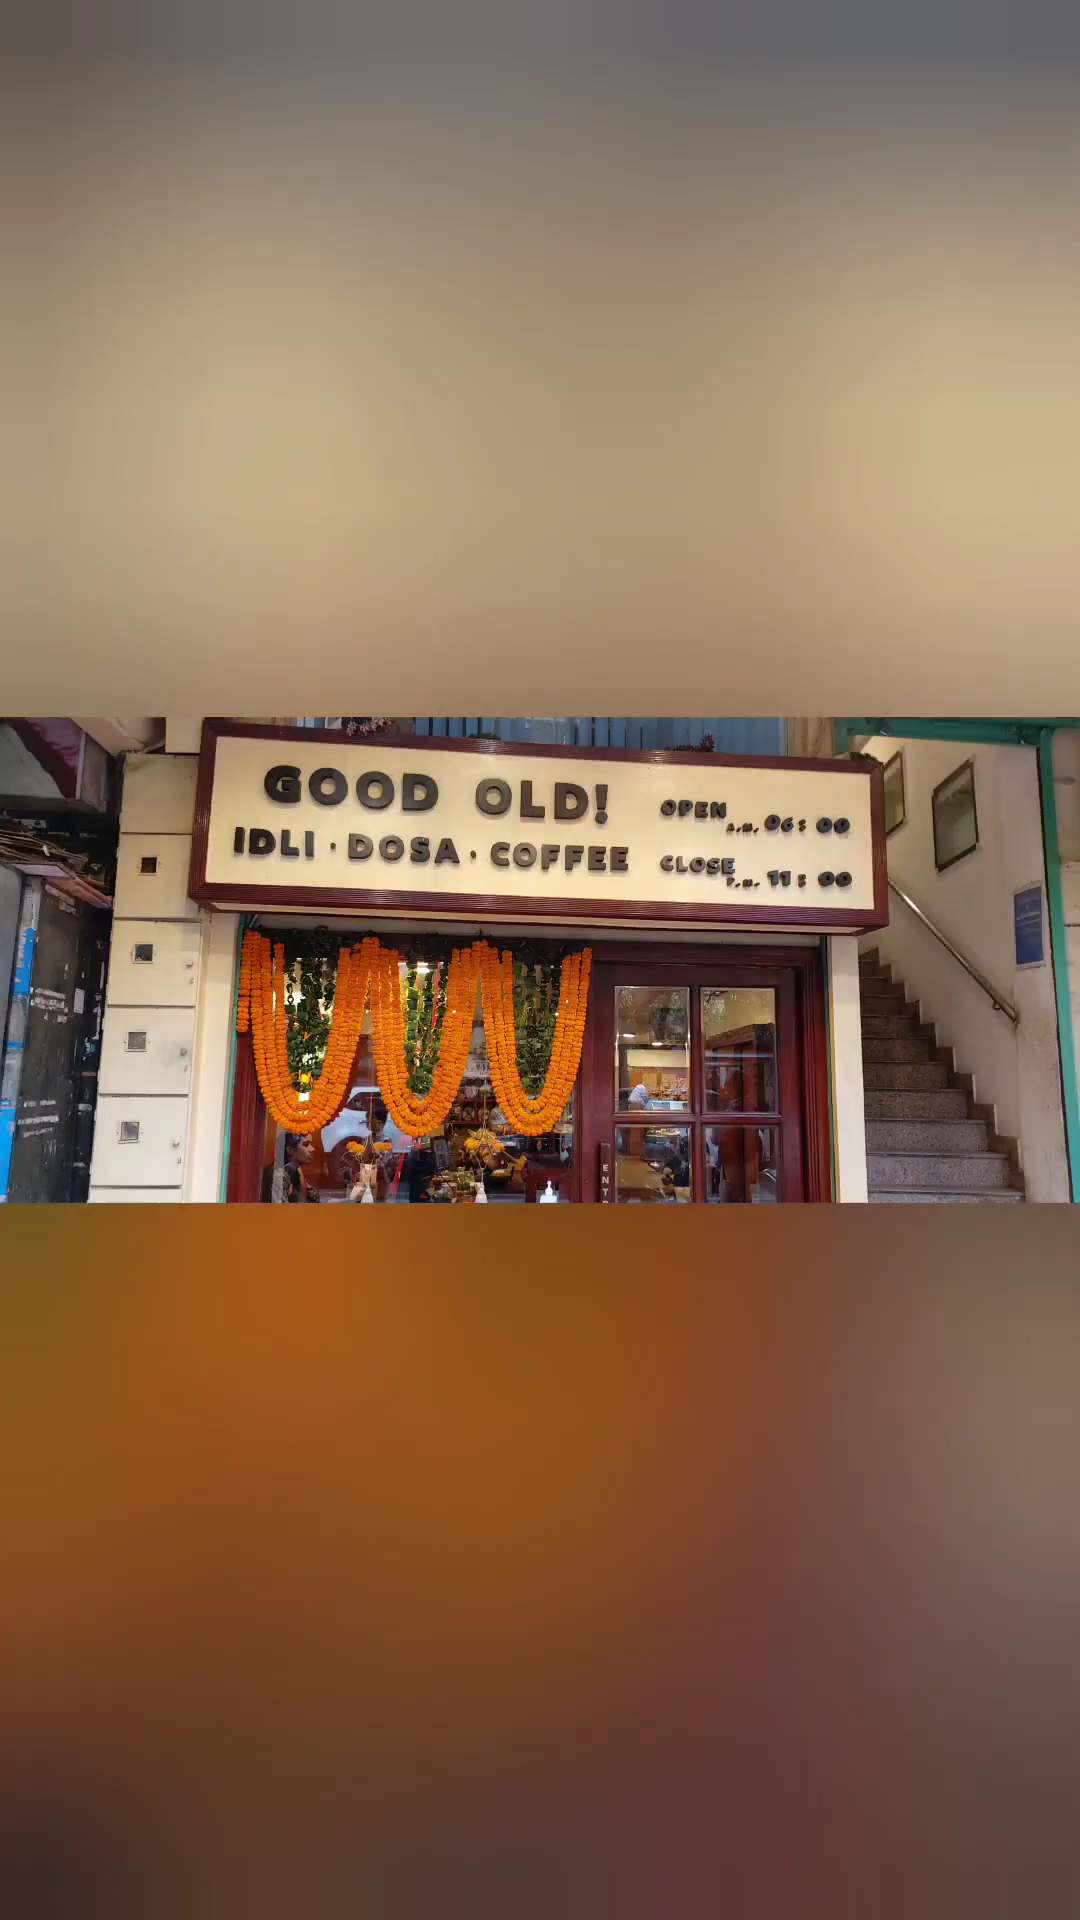 GOOD OLD!
IDLI · DOSA · COFFEE
OPEN A.M. 06:00
CLOSE P.M. 11:00